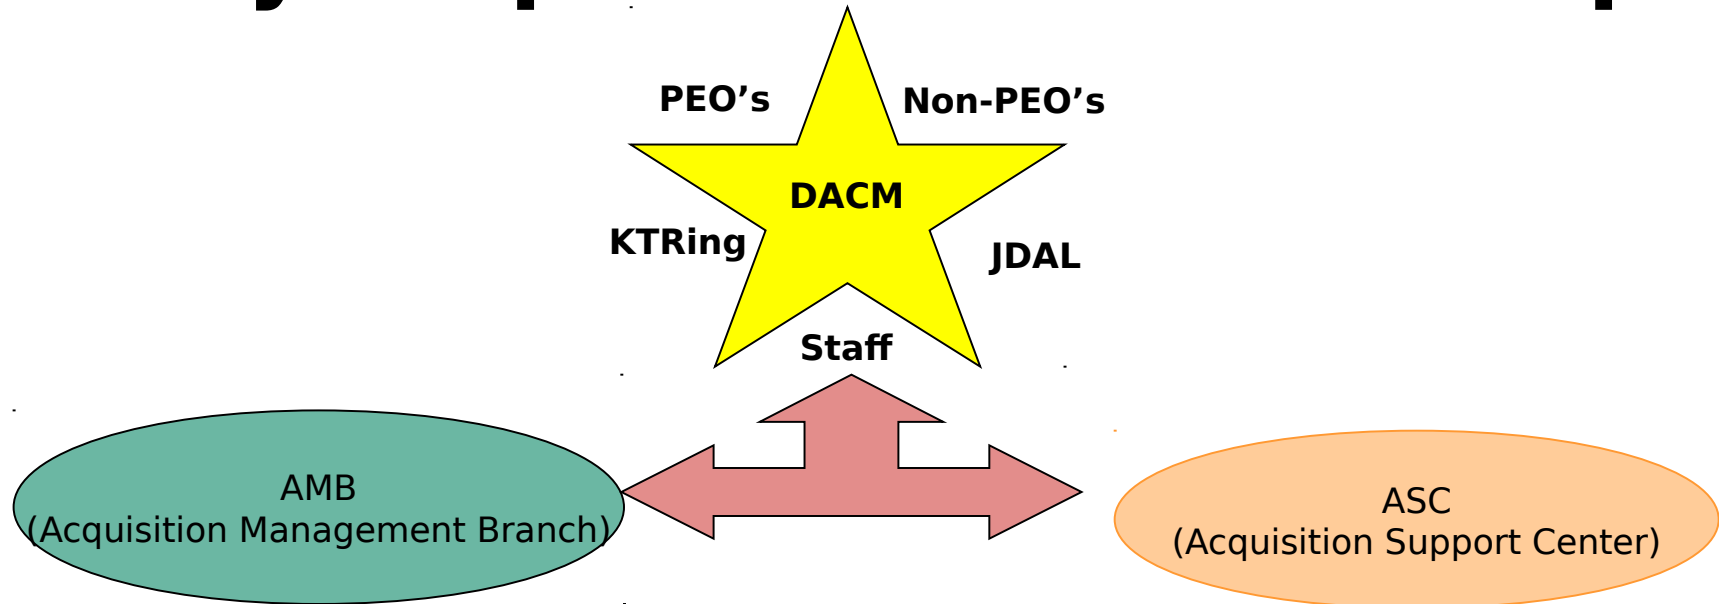 PEO’s
Non-PEO’s
DACM
KTRing
JDAL
Staff
AMB
(Acquisition Management Branch)
ASC
(Acquisition Support Center)